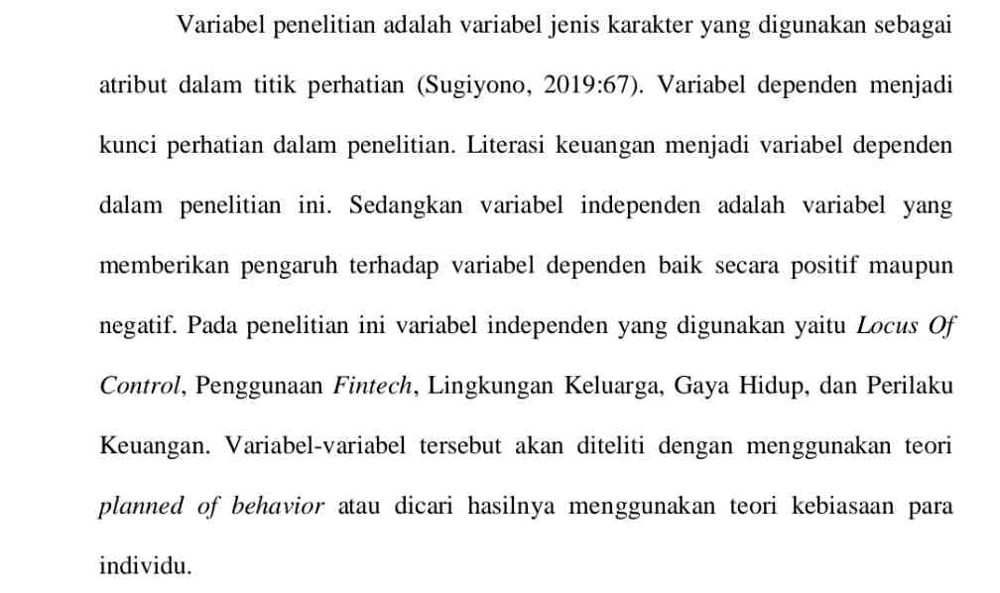 Variabel penelitian adalah variabel jenis karakter yang digunakan sebagai
atribut dalam titik perhatian (Sugiyono, 2019:67). Variabel dependen menjadi
kunci perhatian dalam penelitian. Literasi keuangan menjadi variabel dependen
dalam penelitian ini. Sedangkan variabel independen adalah variabel yang
memberikan pengaruh terhadap variabel dependen baik secara positif maupun
negatif. Pada penelitian ini variabel independen yang digunakan yaitu Locus Of
Control, Penggunaan Fintech, Lingkungan Keluarga, Gaya Hidup, dan Perilaku
Keuangan. Variabel-variabel tersebut akan diteliti dengan menggunakan teori
planned of behavior atau dicari hasilnya menggunakan teori kebiasaan para
individu.